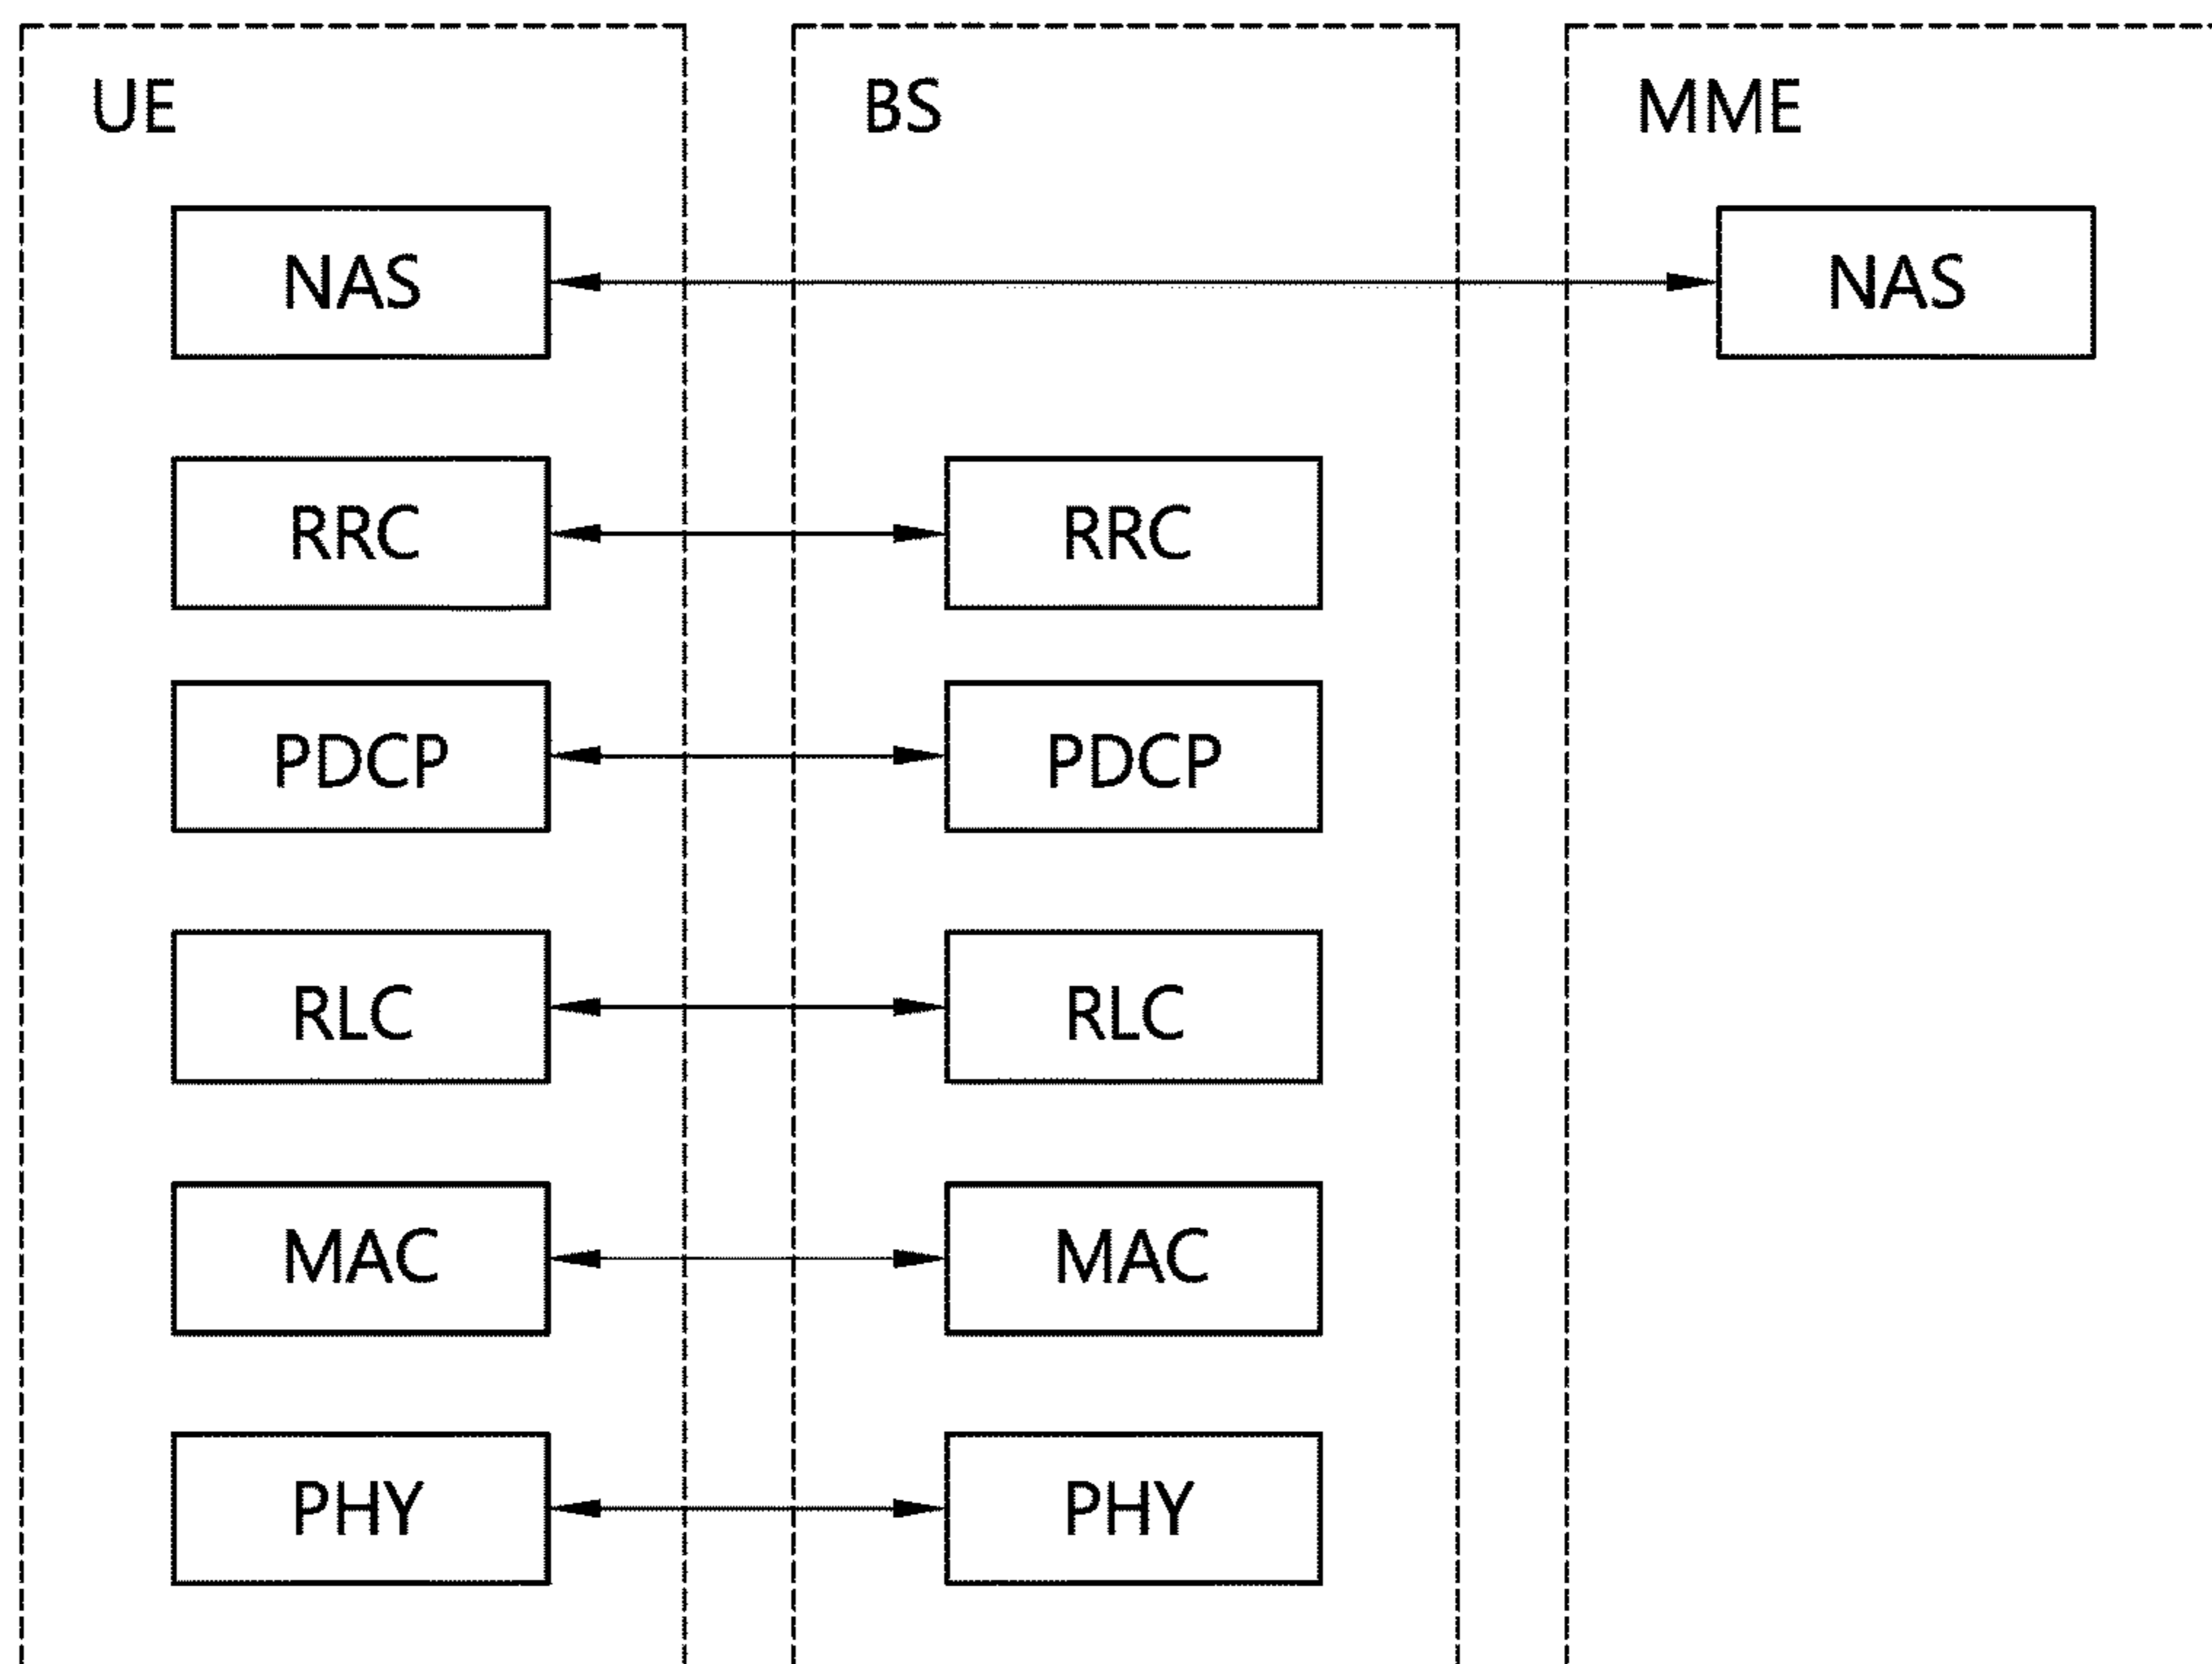 UE BS MME
NAS NAS
RRC RRC
PDCP PDCP
RLC RLC
MAC MAC
PHY PHY